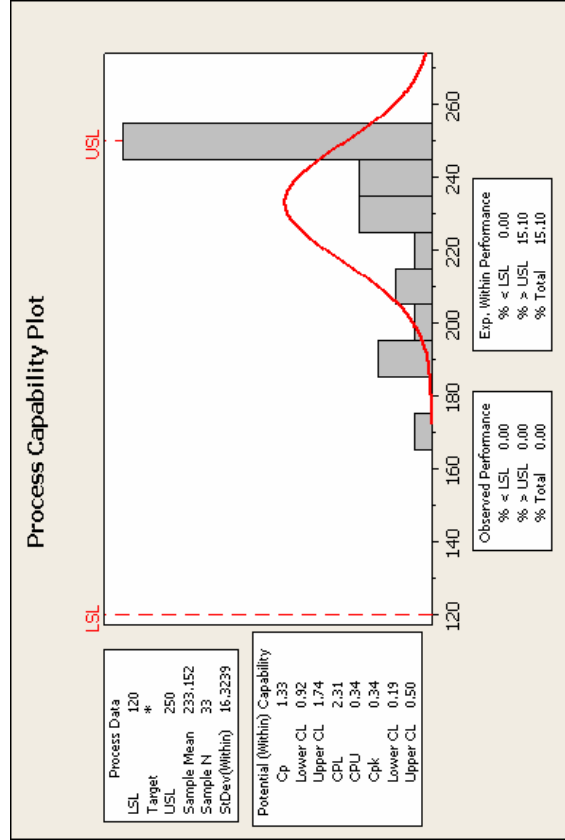 Process Capability Plot
LSL
USL
Process Data
LSL 120
Target *
USL 250
Sample Mean 233.152
Sample N 33
StDev(Within) 16.3239
Potential (Within) Capability
Cp 1.33
Lower CL 0.92
Upper CL 1.74
CPL 2.31
CPU 0.34
Cpk 0.34
Lower CL 0.19
Upper CL 0.50
120 140 160 180 200 220 240 260
Observed Performance
% < LSL 0.00
% > USL 0.00
% Total 0.00
Exp. Within Performance
% < LSL 0.00
% > USL 15.10
% Total 15.10